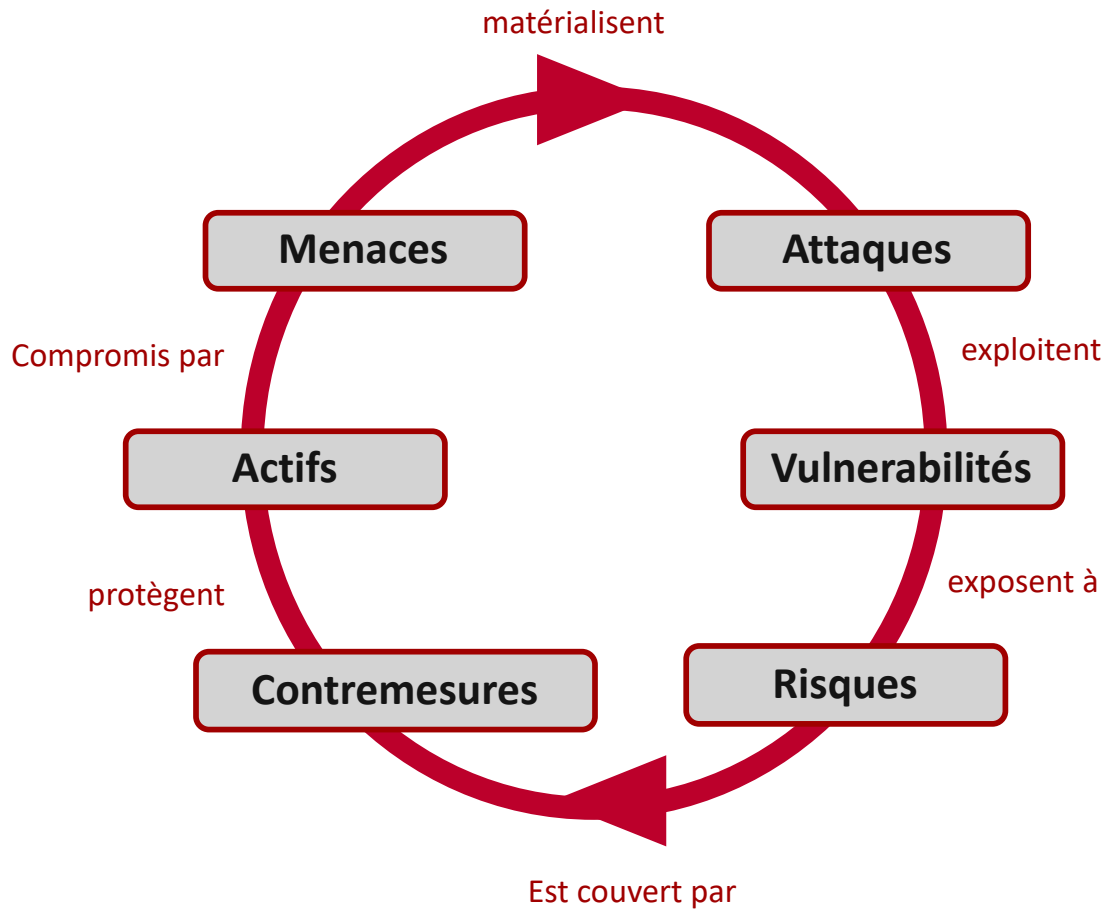 matérialisent
Menaces
Attaques
Compromis par
exploitent
Actifs
Vulnerabilités
protègent
exposent à
Contremesures
Risques
Est couvert par